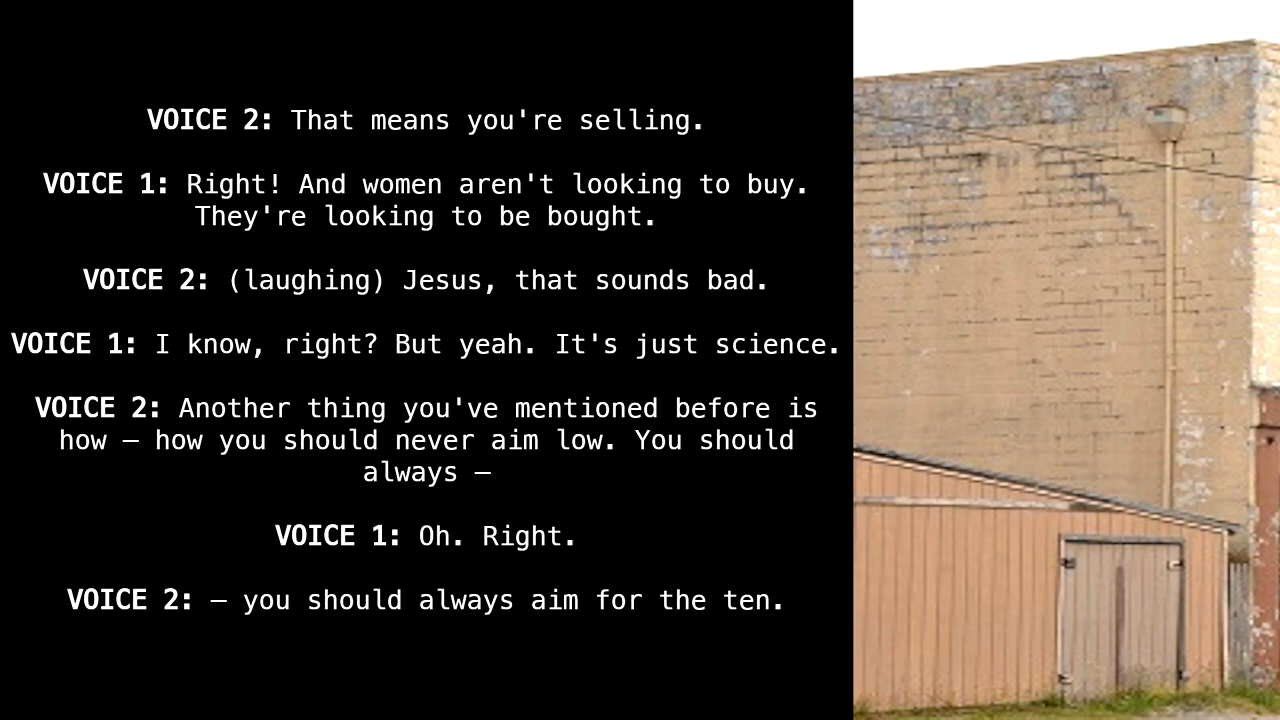 VOICE 2: That means you're selling.
VOICE 1: Right! And women aren't looking to buy.
They're looking to be bought.
VOICE 2: (laughing) Jesus, that sounds bad.
VOICE 1: I know, right? But yeah. It's just science.
VOICE 2: Another thing you've mentioned before is
how — how you should never aim low. You should
always —
VOICE 1: Oh. Right.
VOICE 2: — you should always aim for the ten.